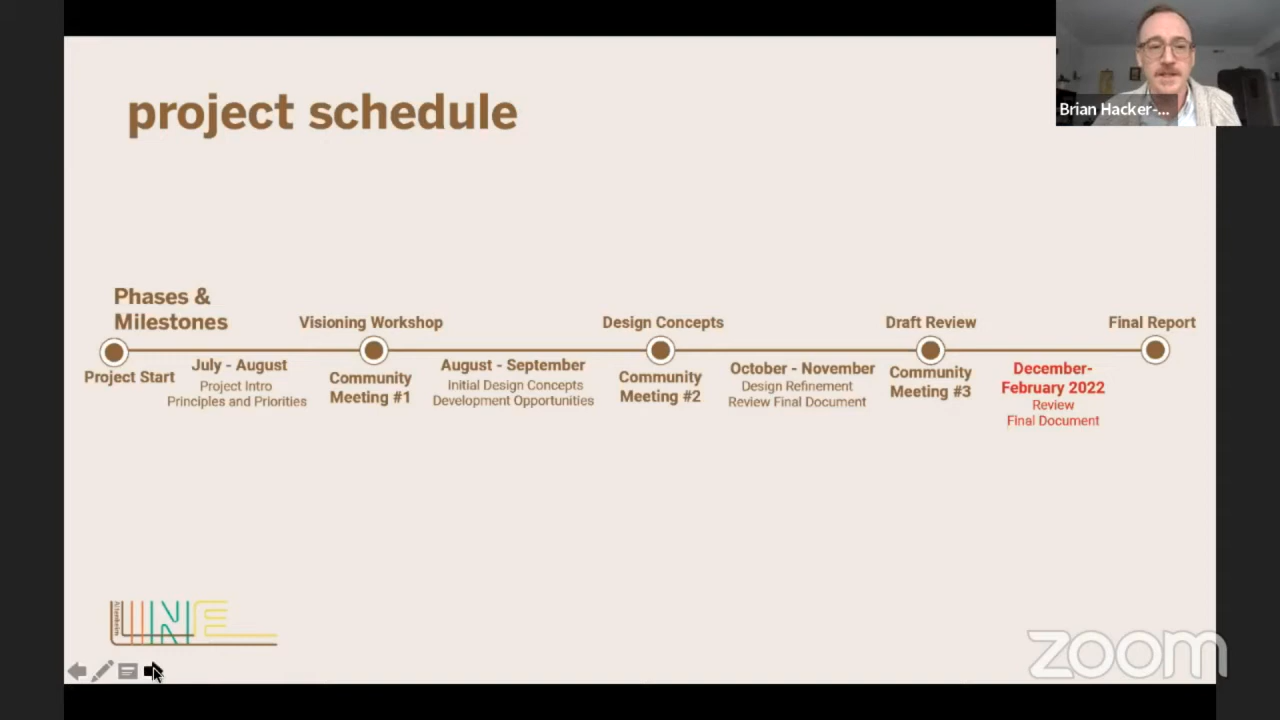 project schedule
Brian Hacker-...
Phases &
Milestones
Visioning Workshop
Design Concepts
Draft Review
Final Report
Project Start
July - August
Project Intro
Principles and Priorities
Community
Meeting #1
August - September
Initial Design Concepts
Development Opportunities
Community
Meeting #2
October - November
Design Refinement
Review Final Document
Community
Meeting #3
December-
February 2022
Review
Final Document
LINE
zoom